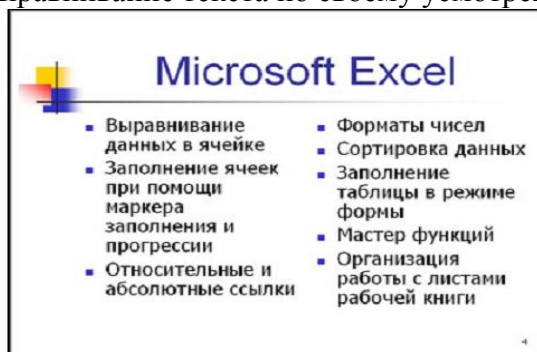 Microsoft Excel
Выравнивание
данных в ячейке
Заполнение ячеек
при помощи
маркера
заполнения и
прогрессии
Относительные и
абсолютные ссылки
Форматы чисел
Сортировка данных
Заполнение
таблицы в режиме
формы
Мастер функций
Организация
работы с листами
рабочей книги
4